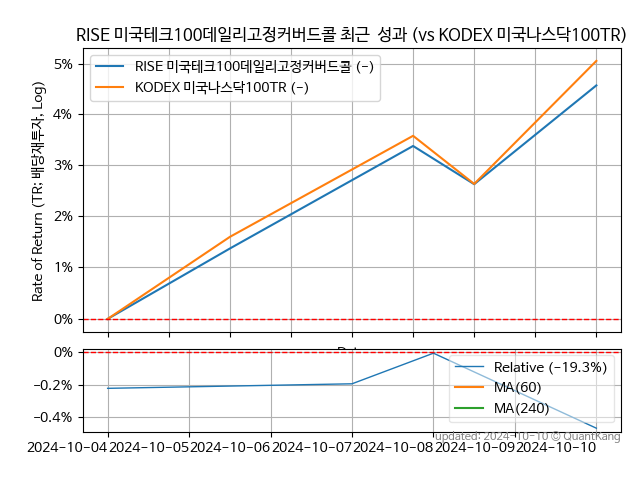 RISE 미국테크100데일리고정커버드콜 최근 성과 (vs KODEX 미국나스닥100TR)
RISE 미국테크100데일리고정커버드콜 (-)
KODEX 미국나스닥100TR (-)
Rate of Return (TR: 배당재투자, Log)
5%
4%
3%
2%
1%
0%
0%
−0.2%
−0.4%
Relative (-19.3%)
MA(60)
MA(240)
updated: 2024-10-10 © QuantKang
2024-10-04 2024-10-05 2024-10-06 2024-10-07 2024-10-08 2024-10-09 2024-10-10